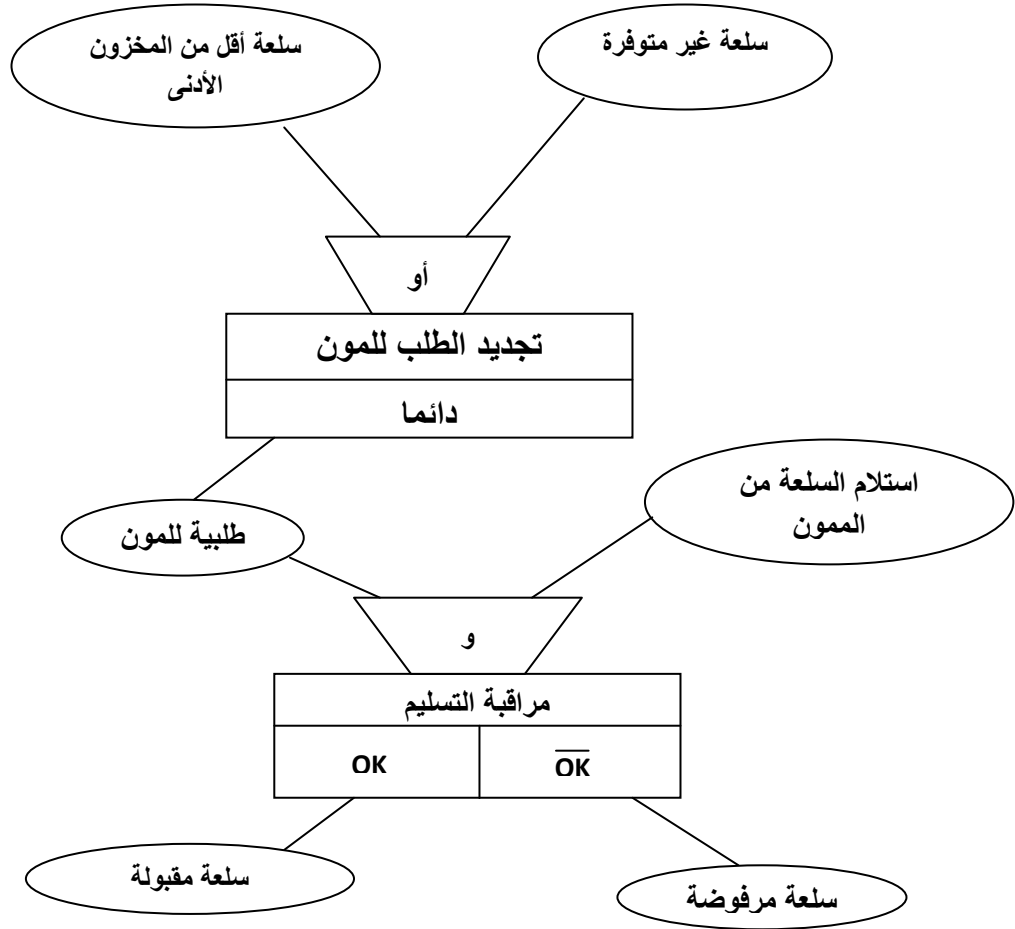 سلعة أقل من المخزون
الأدنى
سلعة غير متوفرة
أو
تجديد الطلب للمون
دائما
استلام السلعة من
الممون
طلبية للمون
و
مراقبة التسليم
OK
O̅K̅
سلعة مقبولة
سلعة مرفوضة